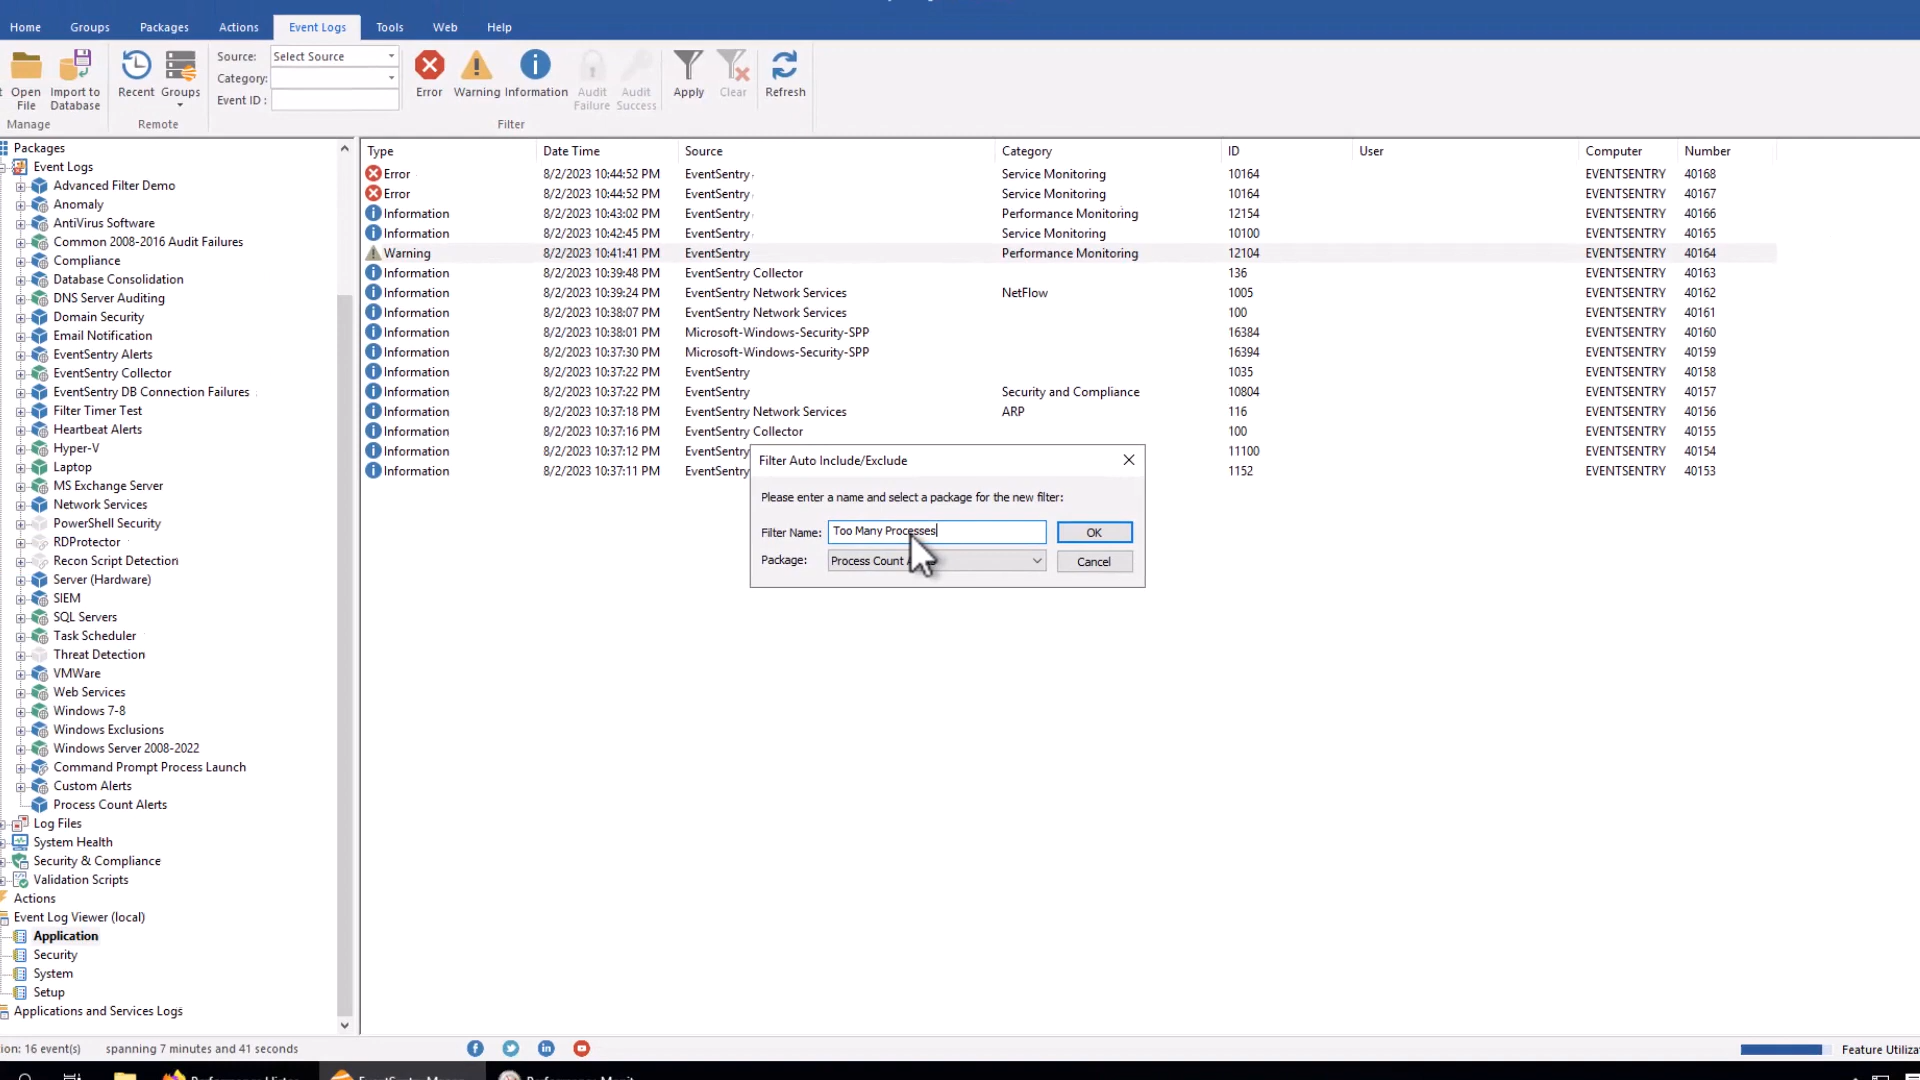 Home Groups Packages Actions Event Logs Tools Web Help
Source: Select Source
Category:
Event ID :
Open File
Import to Database
Recent
Groups
Error
Warning
Information
Audit Failure
Audit Success
Apply
Clear
Refresh
Manage
Remote
Filter
Packages
Event Logs
Advanced Filter Demo
Anomaly
AntiVirus Software
Common 2008-2016 Audit Failures
Compliance
Database Consolidation
DNS Server Auditing
Domain Security
Email Notification
EventSentry Alerts
EventSentry Collector
EventSentry DB Connection Failures
Filter Timer Test
Heartbeat Alerts
Hyper-V
Laptop
MS Exchange Server
Network Services
PowerShell Security
RDProtector
Recon Script Detection
Server (Hardware)
SIEM
SQL Servers
Task Scheduler
Threat Detection
VMWare
Web Services
Windows 7-8
Windows Exclusions
Windows Server 2008-2022
Command Prompt Process Launch
Custom Alerts
Process Count Alerts
Log Files
System Health
Security & Compliance
Validation Scripts
Actions
Event Log Viewer (local)
Application
Security
System
Setup
Applications and Services Logs
Type Date Time Source Category ID User Computer Number
Error 8/2/2023 10:44:52 PM EventSentry Service Monitoring 10164 EVENTSENTRY 40168
Error 8/2/2023 10:44:52 PM EventSentry Service Monitoring 10164 EVENTSENTRY 40167
Information 8/2/2023 10:43:02 PM EventSentry Performance Monitoring 12154 EVENTSENTRY 40166
Information 8/2/2023 10:42:45 PM EventSentry Service Monitoring 10100 EVENTSENTRY 40165
Warning 8/2/2023 10:41:41 PM EventSentry Performance Monitoring 12104 EVENTSENTRY 40164
Information 8/2/2023 10:39:48 PM EventSentry Collector 136 EVENTSENTRY 40163
Information 8/2/2023 10:39:24 PM EventSentry Network Services NetFlow 1005 EVENTSENTRY 40162
Information 8/2/2023 10:38:07 PM EventSentry Network Services 100 EVENTSENTRY 40161
Information 8/2/2023 10:38:01 PM Microsoft-Windows-Security-SPP 16384 EVENTSENTRY 40160
Information 8/2/2023 10:37:30 PM Microsoft-Windows-Security-SPP 16394 EVENTSENTRY 40159
Information 8/2/2023 10:37:22 PM EventSentry 1035 EVENTSENTRY 40158
Information 8/2/2023 10:37:22 PM EventSentry Security and Compliance 10804 EVENTSENTRY 40157
Information 8/2/2023 10:37:18 PM EventSentry Network Services ARP 116 EVENTSENTRY 40156
Information 8/2/2023 10:37:16 PM EventSentry Collector 100 EVENTSENTRY 40155
Information 8/2/2023 10:37:12 PM EventSentry 11100 EVENTSENTRY 40154
Information 8/2/2023 10:37:11 PM EventSentry 1152 EVENTSENTRY 40153
Filter Auto Include/Exclude
Please enter a name and select a package for the new filter:
Filter Name: Too Many Processes OK
Package: Process Count Cancel
ion: 16 event(s) spanning 7 minutes and 41 seconds Feature Utiliza